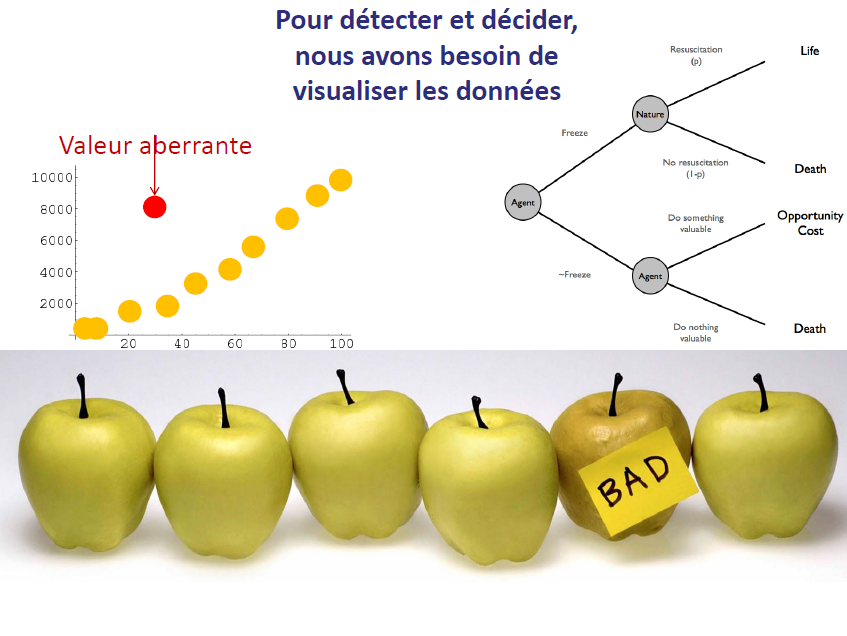 Pour détecter et décider,
nous avons besoin de
visualiser les données
Valeur aberrante
10000
8000
6000
4000
2000
20 40 60 80 100
Resuscitation
(p)
Life
Nature
Freeze
No resuscitation
(1-p)
Death
Agent
Do something
valuable
Opportunity
Cost
~Freeze
Agent
Do nothing
valuable
Death
BAD